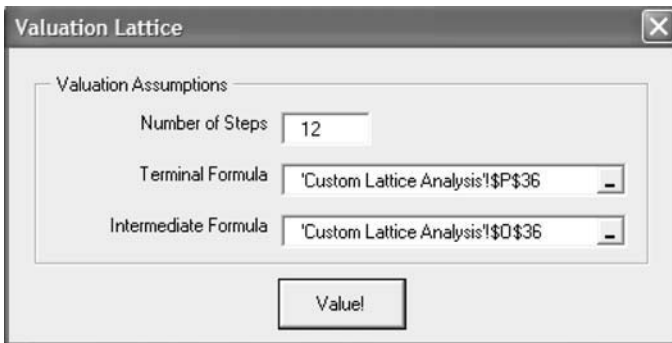 Valuation Lattice
Valuation Assumptions
Number of Steps 12
Terminal Formula 'Custom Lattice Analysis'!$P$36
Intermediate Formula 'Custom Lattice Analysis'!$O$36
Value!